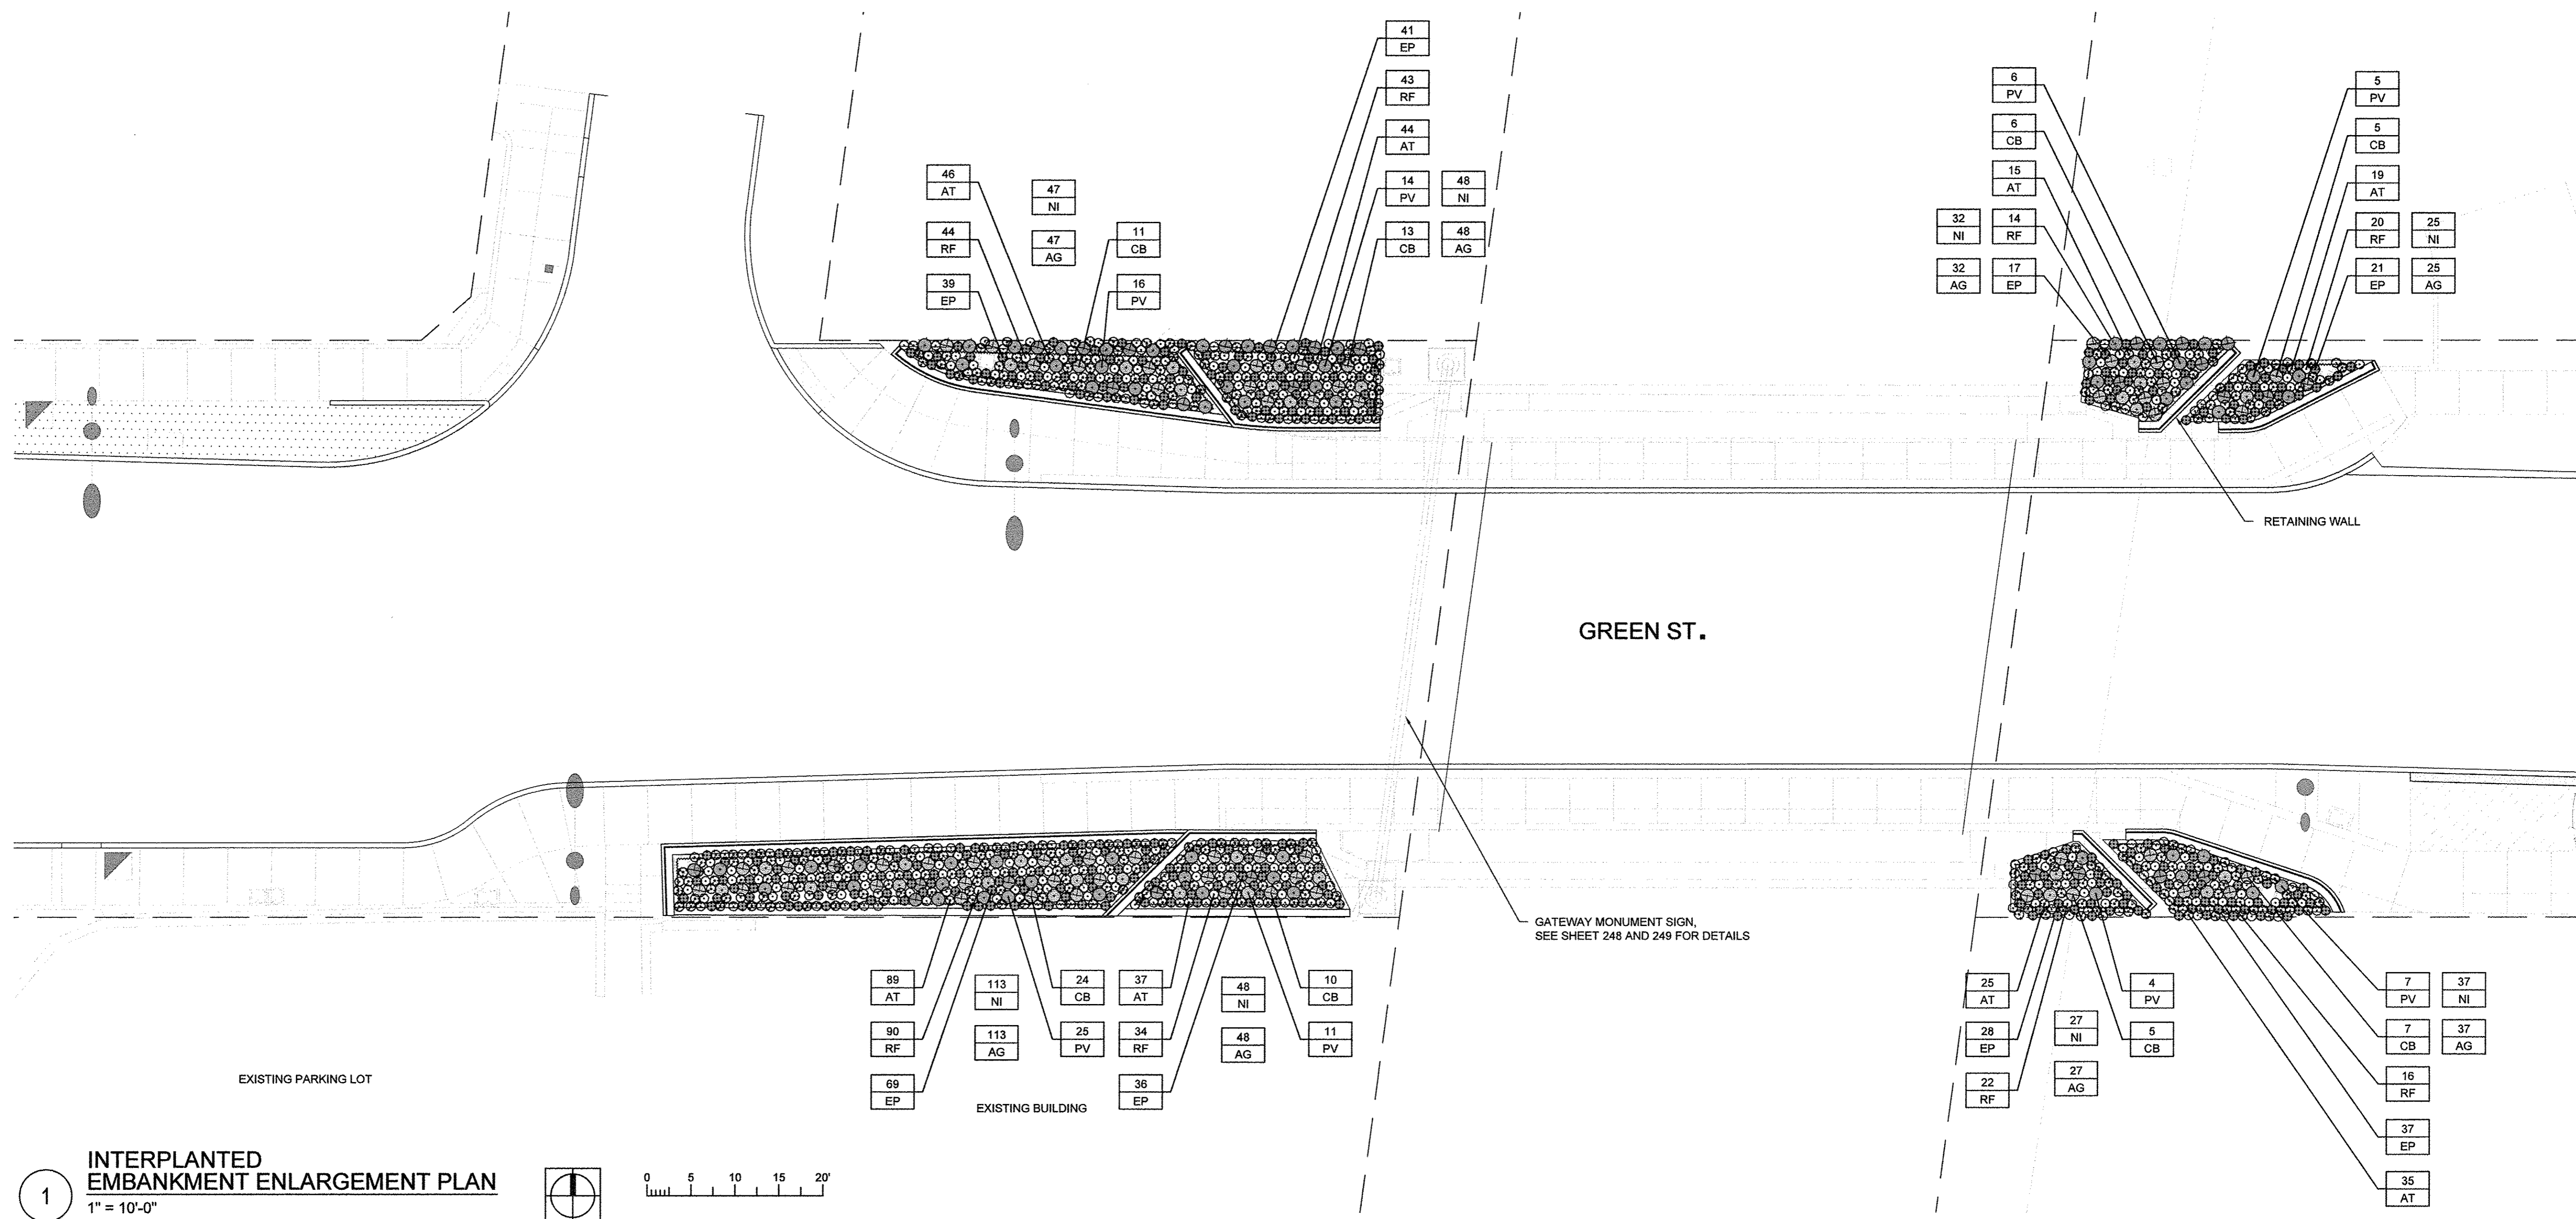 41
EP
43
RF
44
AT
14
PV
48
NI
13
CB
48
AG
46
AT
47
NI
44
RF
47
AG
11
CB
39
EP
16
PV
6
PV
6
CB
15
AT
32
NI
14
RF
32
AG
17
EP
5
PV
5
CB
19
AT
20
RF
25
NI
21
EP
25
AG
RETAINING WALL
GREEN ST.
GATEWAY MONUMENT SIGN,
SEE SHEET 248 AND 249 FOR DETAILS
89
AT
113
NI
24
CB
90
RF
113
AG
25
PV
69
EP
37
AT
48
NI
10
CB
34
RF
48
AG
11
PV
36
EP
25
AT
4
PV
28
EP
27
NI
5
CB
22
RF
27
AG
7
PV
37
NI
7
CB
37
AG
16
RF
37
EP
35
AT
EXISTING PARKING LOT
EXISTING BUILDING
1
INTERPLANTED
EMBANKMENT ENLARGEMENT PLAN
1" = 10'-0"
0 5 10 15 20'